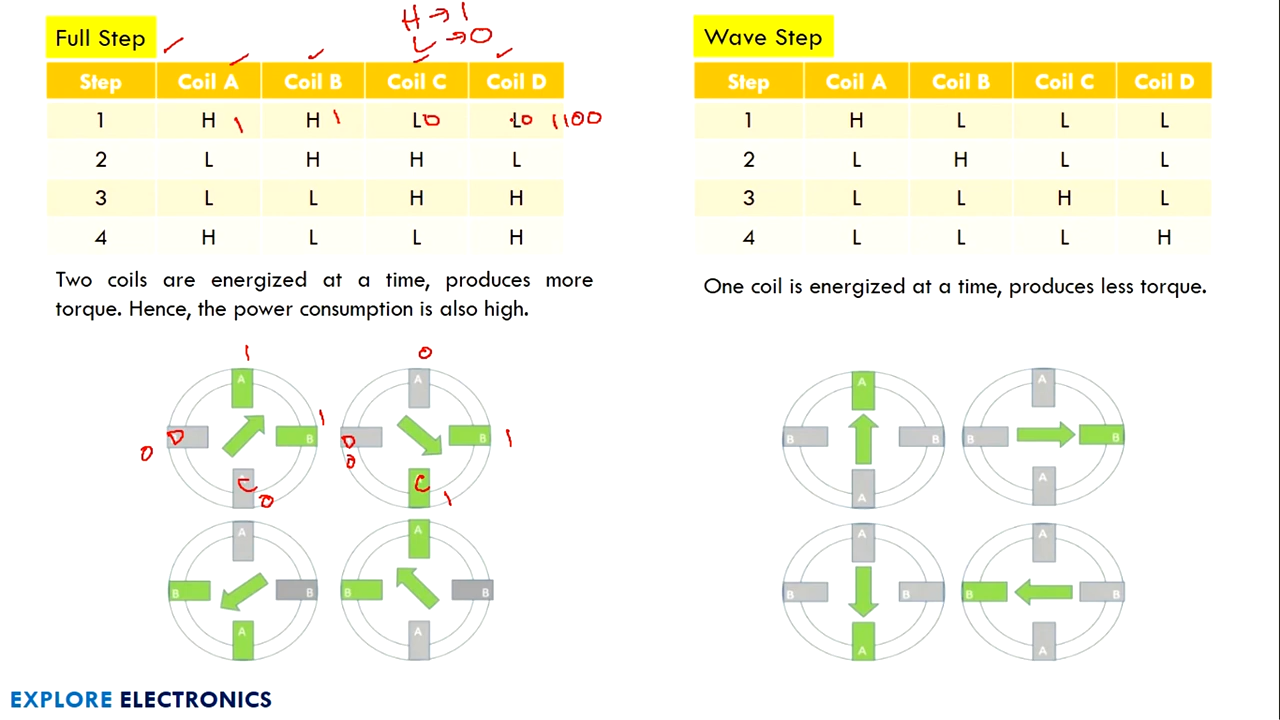 H → 1
L → 0
Full Step
Step Coil A Coil B Coil C Coil D
1 H 1 H 1 L 0 L 0 1100
2 L H H L
3 L L H H
4 H L L H
Two coils are energized at a time, produces more
torque. Hence, the power consumption is also high.
1
A
B 1
D
0
C
0
0
A
B 1
D
0
C
1
A
B B
A
A
B B
A
Wave Step
Step Coil A Coil B Coil C Coil D
1 H L L L
2 L H L L
3 L L H L
4 L L L H
One coil is energized at a time, produces less torque.
A
B B
A
A
B B
A
A
B B
A
A
B B
A
EXPLORE ELECTRONICS